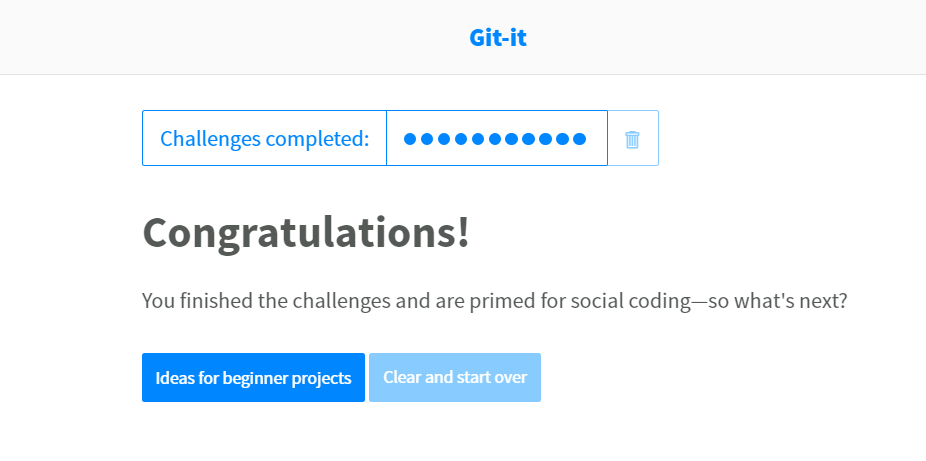 Git-it
Challenges completed:
Congratulations!
You finished the challenges and are primed for social coding—so what's next?
Ideas for beginner projects
Clear and start over